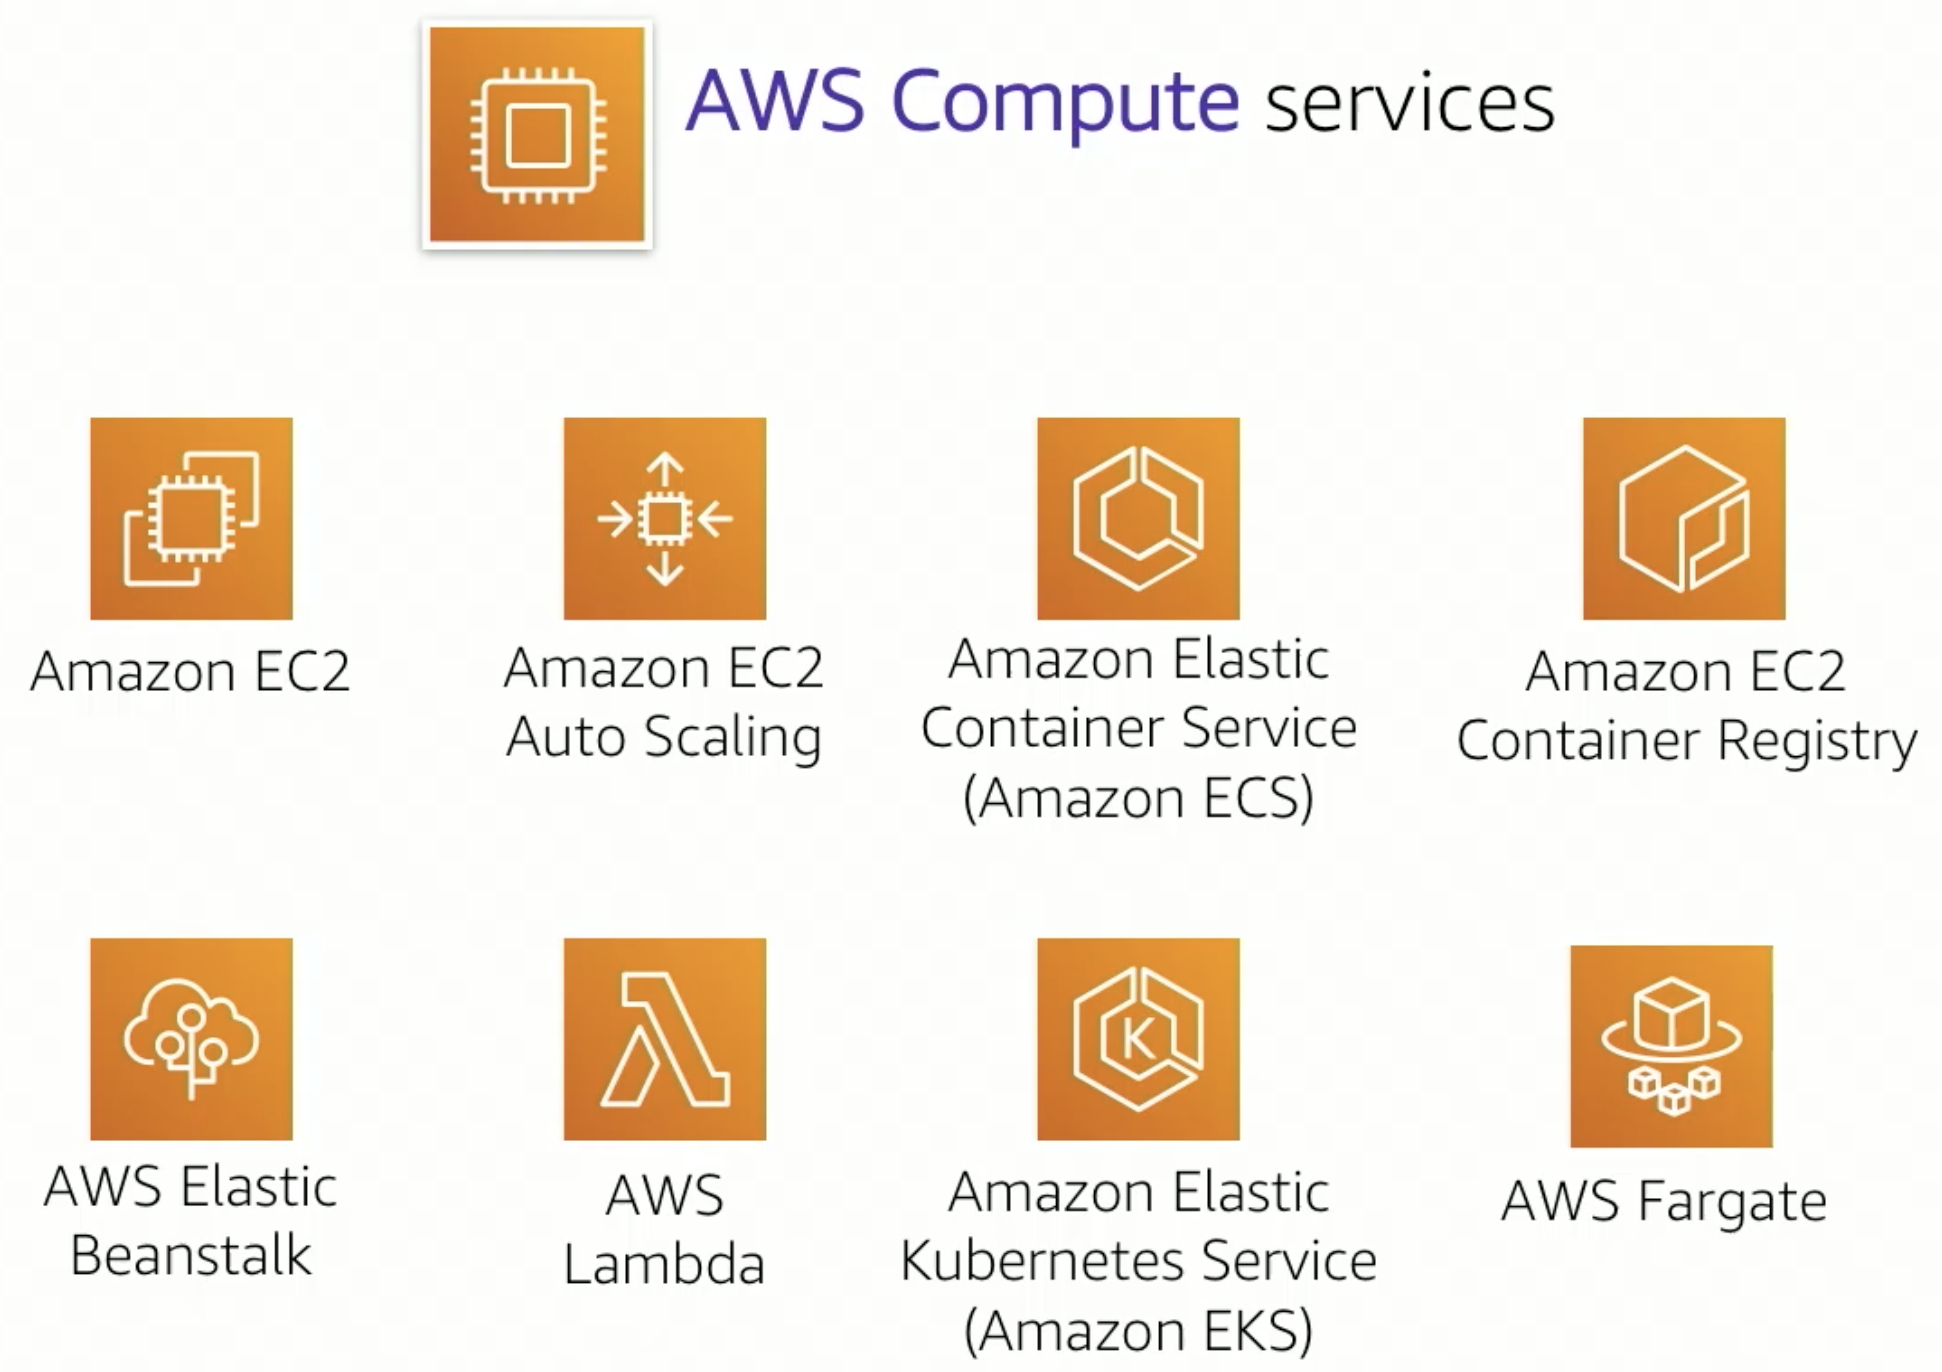 AWS Compute services
Amazon EC2
Amazon EC2
Auto Scaling
Amazon Elastic
Container Service
(Amazon ECS)
Amazon EC2
Container Registry
AWS Elastic
Beanstalk
AWS
Lambda
K
Amazon Elastic
Kubernetes Service
(Amazon EKS)
AWS Fargate